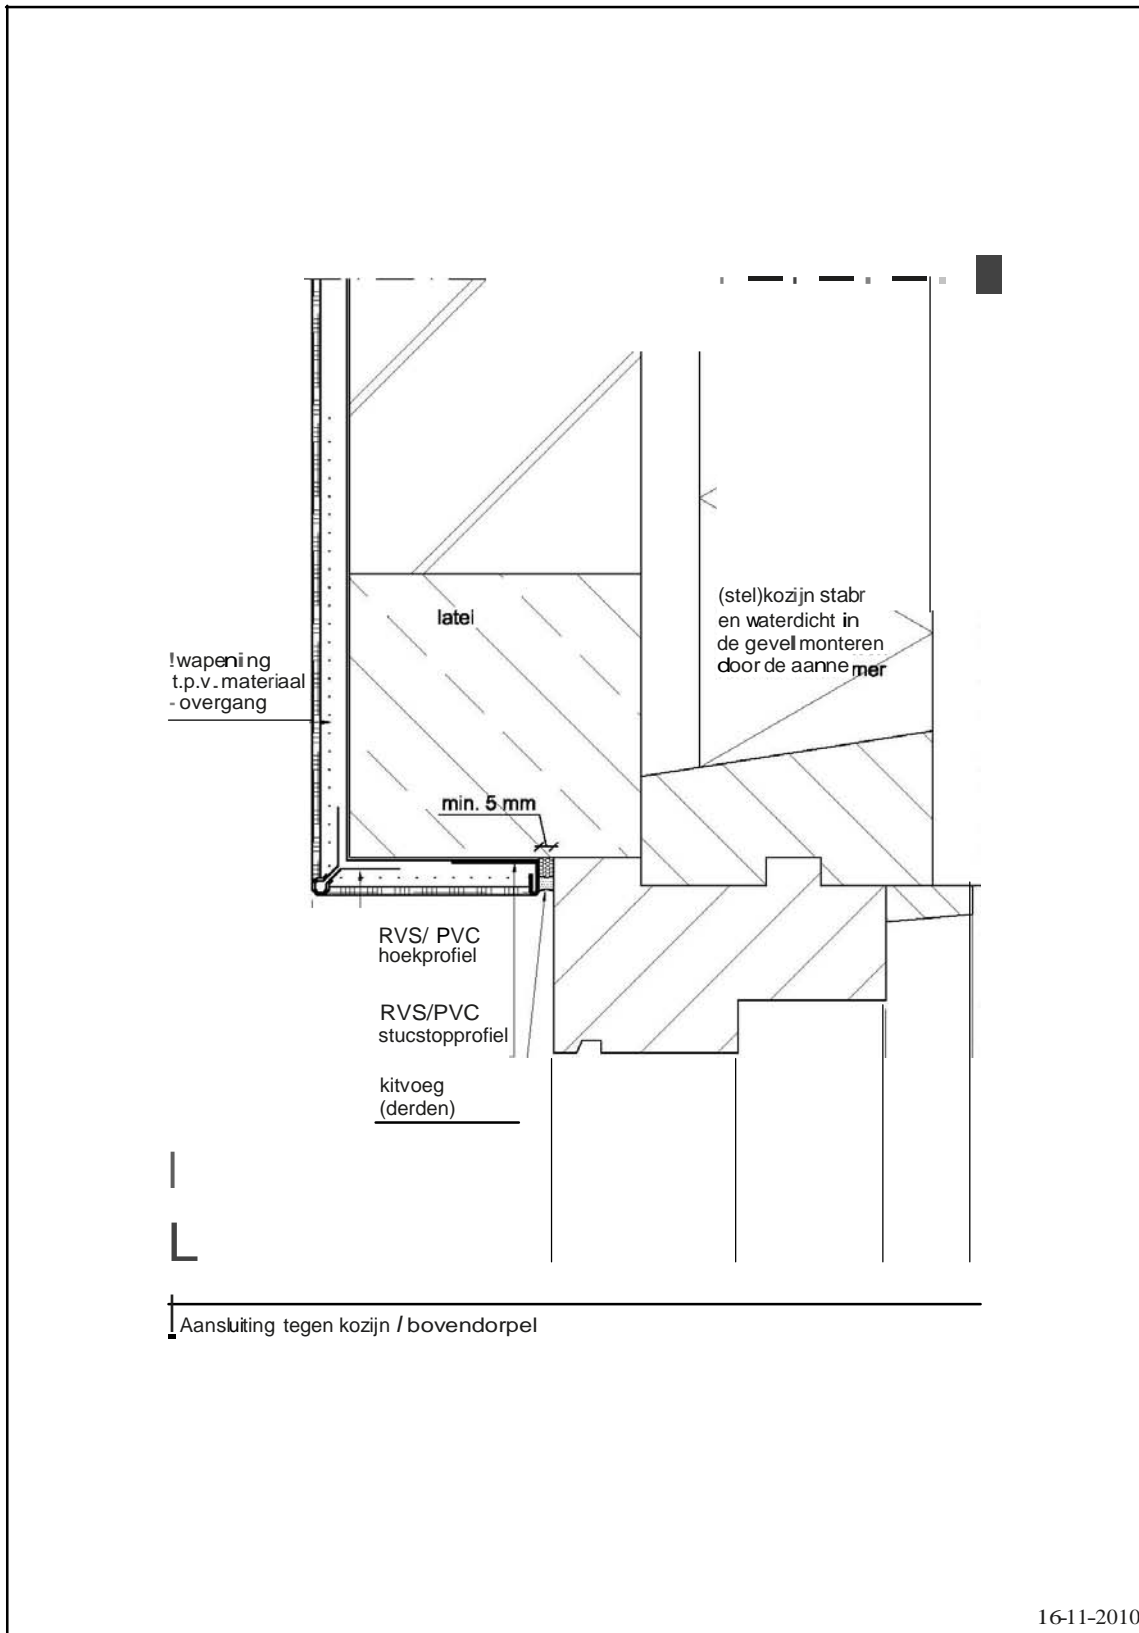 latei
(stel)kozijn stabr
en waterdicht in
de gevel monteren
door de aannemer
!wapening
t.p.v. materiaal
- overgang
min. 5 mm
RVS/ PVC
hoekprofiel
RVS/PVC
stucstopprofiel
kitvoeg
(derden)
Aansluiting tegen kozijn / bovendorpel
16-11-2010